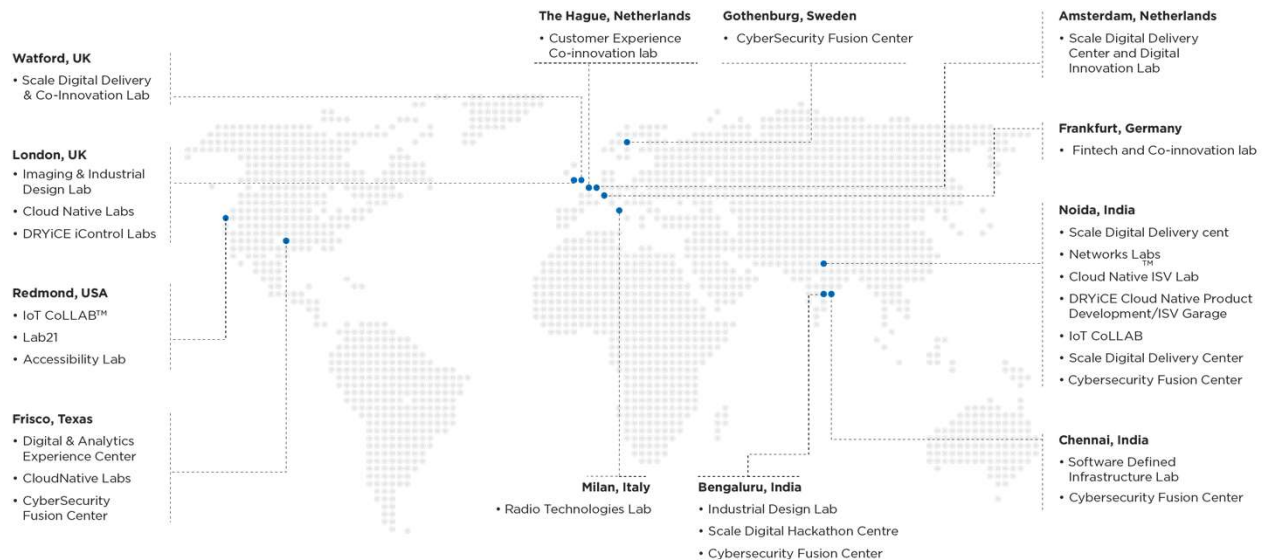 The Hague, Netherlands
• Customer Experience
Co-innovation lab
Gothenburg, Sweden
• CyberSecurity Fusion Center
Amsterdam, Netherlands
• Scale Digital Delivery
Center and Digital
Innovation Lab
Watford, UK
• Scale Digital Delivery
& Co-Innovation Lab
Frankfurt, Germany
• Fintech and Co-innovation lab
London, UK
• Imaging & Industrial
Design Lab
• Cloud Native Labs
• DRYiCE iControl Labs
Noida, India
• Scale Digital Delivery cent
• Networks Labs
TM
• Cloud Native ISV Lab
• DRYiCE Cloud Native Product
Development/ISV Garage
• IoT CoLLAB
• Scale Digital Delivery Center
• Cybersecurity Fusion Center
Redmond, USA
• IoT CoLLAB™
• Lab21
• Accessibility Lab
Frisco, Texas
• Digital & Analytics
Experience Center
• CloudNative Labs
• CyberSecurity
Fusion Center
Chennai, India
• Software Defined
Infrastructure Lab
• Cybersecurity Fusion Center
Milan, Italy
• Radio Technologies Lab
Bengaluru, India
• Industrial Design Lab
• Scale Digital Hackathon Centre
• Cybersecurity Fusion Center